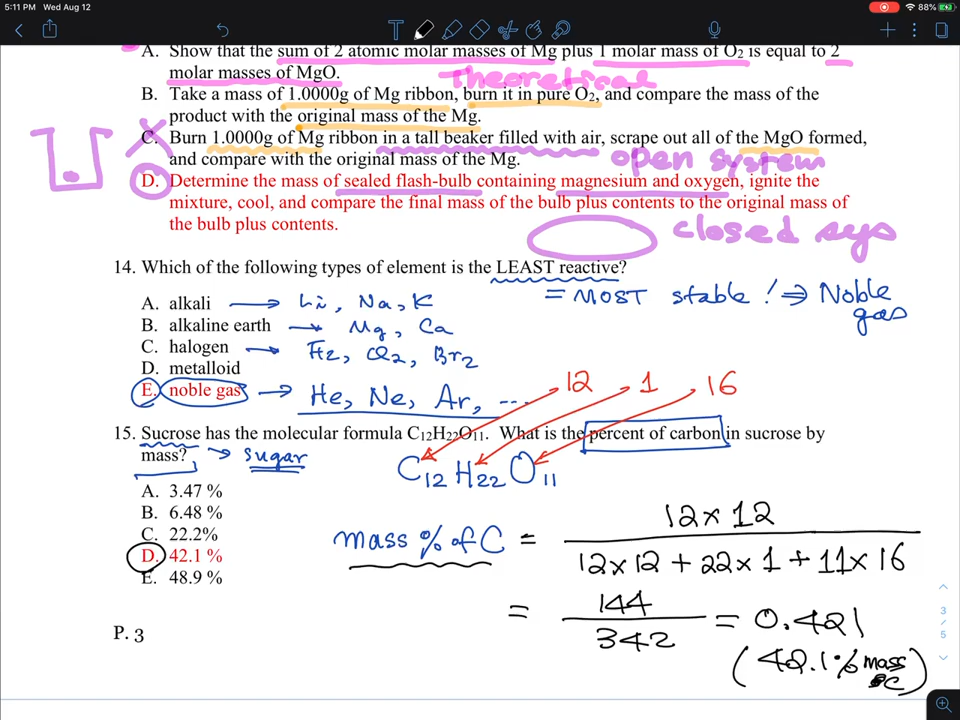 5:11 PM Wed Aug 12
88%
A. Show that the sum of 2 atomic molar masses of Mg plus 1 molar mass of O₂ is equal to 2
molar masses of MgO.
Theoretical
B. Take a mass of 1.0000g of Mg ribbon, burn it in pure O₂, and compare the mass of the
product with the original mass of the Mg.
C. Burn 1.0000g of Mg ribbon in a tall beaker filled with air, scrape out all of the MgO formed,
and compare with the original mass of the Mg.
open system
D. Determine the mass of sealed flash-bulb containing magnesium and oxygen, ignite the
mixture, cool, and compare the final mass of the bulb plus contents to the original mass of
the bulb plus contents.
closed sys
14. Which of the following types of element is the LEAST reactive?
= MOST stable ! ⇒ Noble
gas
A. alkali → Li, Na, K
B. alkaline earth → Mg, Ca
C. halogen → F₂, Cl₂, Br₂
D. metalloid
E. noble gas → He, Ne, Ar, ...
12 1 16
15. Sucrose has the molecular formula C₁₂H₂₂O₁₁. What is the percent of carbon in sucrose by
mass? → sugar
C₁₂ H₂₂ O₁₁
A. 3.47 %
B. 6.48 %
C. 22.2%
D. 42.1 %
E. 48.9 %
mass % of C = 12 x 12
12 x 12 + 22 x 1 + 11 x 16
= 144
342
= 0.421
(42.1 % mass
C)
P. 3
3
/
5